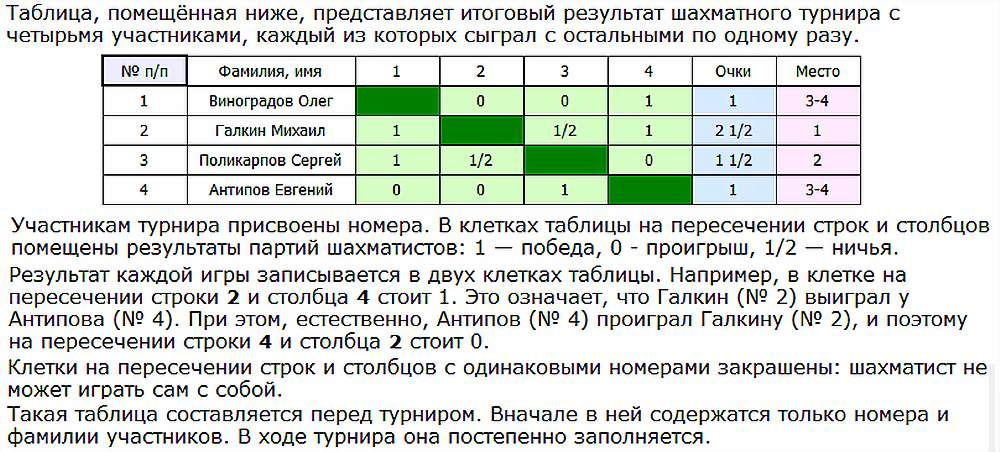 Таблица, помещённая ниже, представляет итоговый результат шахматного турнира с
четырьмя участниками, каждый из которых сыграл с остальными по одному разу.
№ п/п Фамилия, имя 1 2 3 4 Очки Место
1 Виноградов Олег 0 0 1 1 3-4
2 Галкин Михаил 1 1/2 1 2 1/2 1
3 Поликарпов Сергей 1 1/2 0 1 1/2 2
4 Антипов Евгений 0 0 1 1 3-4
Участникам турнира присвоены номера. В клетках таблицы на пересечении строк и столбцов
помещены результаты партий шахматистов: 1 — победа, 0 - проигрыш, 1/2 — ничья.
Результат каждой игры записывается в двух клетках таблицы. Например, в клетке на
пересечении строки 2 и столбца 4 стоит 1. Это означает, что Галкин (№ 2) выиграл у
Антипова (№ 4). При этом, естественно, Антипов (№ 4) проиграл Галкину (№ 2), и поэтому
на пересечении строки 4 и столбца 2 стоит 0.
Клетки на пересечении строк и столбцов с одинаковыми номерами закрашены: шахматист не
может играть сам с собой.
Такая таблица составляется перед турниром. Вначале в ней содержатся только номера и
фамилии участников. В ходе турнира она постепенно заполняется.